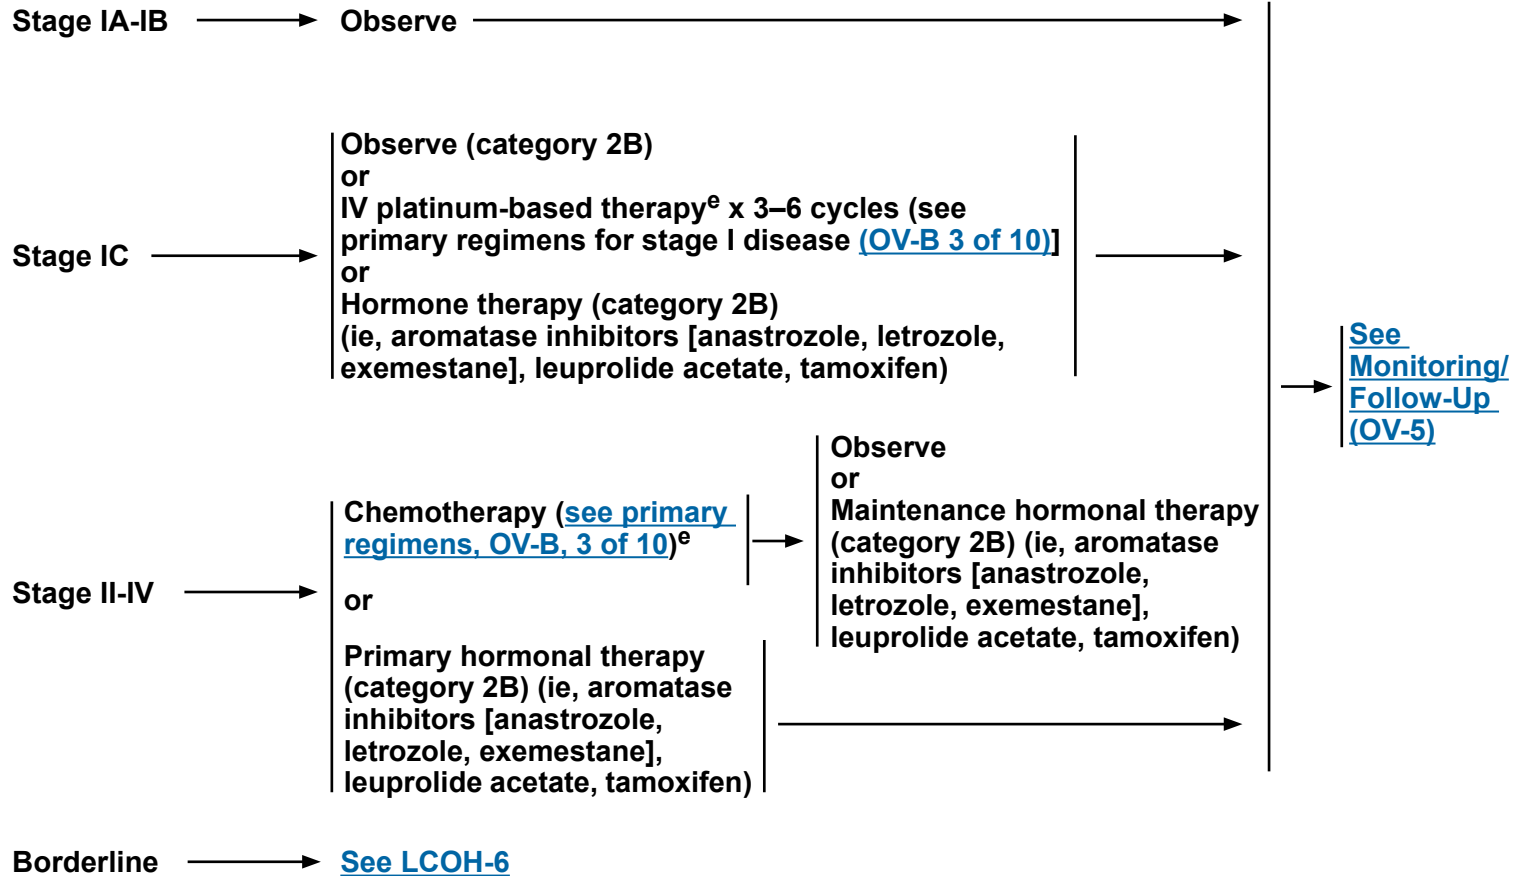 Stage IA-IB
Observe
Stage IC
Observe (category 2B)
or
IV platinum-based therapyᵉ x 3–6 cycles (see
primary regimens for stage I disease (OV-B 3 of 10)]
or
Hormone therapy (category 2B)
(ie, aromatase inhibitors [anastrozole, letrozole,
exemestane], leuprolide acetate, tamoxifen)
Stage II-IV
Chemotherapy (see primary
regimens, OV-B, 3 of 10)ᵉ
or
Primary hormonal therapy
(category 2B) (ie, aromatase
inhibitors [anastrozole,
letrozole, exemestane],
leuprolide acetate, tamoxifen)
Observe
or
Maintenance hormonal therapy
(category 2B) (ie, aromatase
inhibitors [anastrozole,
letrozole, exemestane],
leuprolide acetate, tamoxifen)
See
Monitoring/
Follow-Up
(OV-5)
Borderline
See LCOH-6